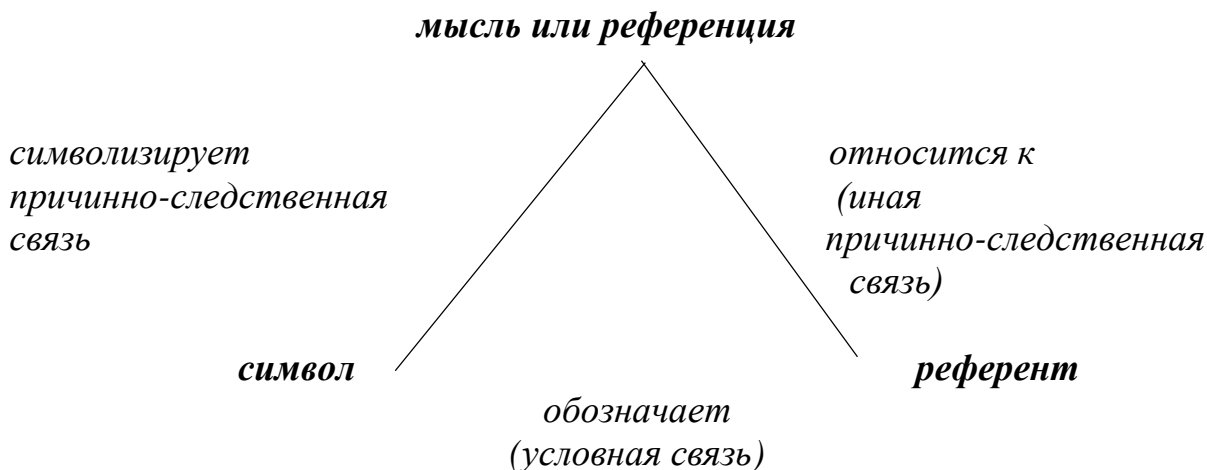 мысль или референция
символизирует
причинно-следственная
связь
относится к
(иная
причинно-следственная
связь)
символ
референт
обозначает
(условная связь)